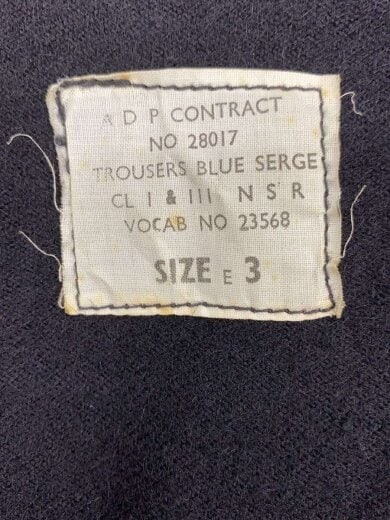 A D P CONTRACT
NO 28017
TROUSERS BLUE SERGE
CL I & III N S R
VOCAB NO 23568
SIZE E 3